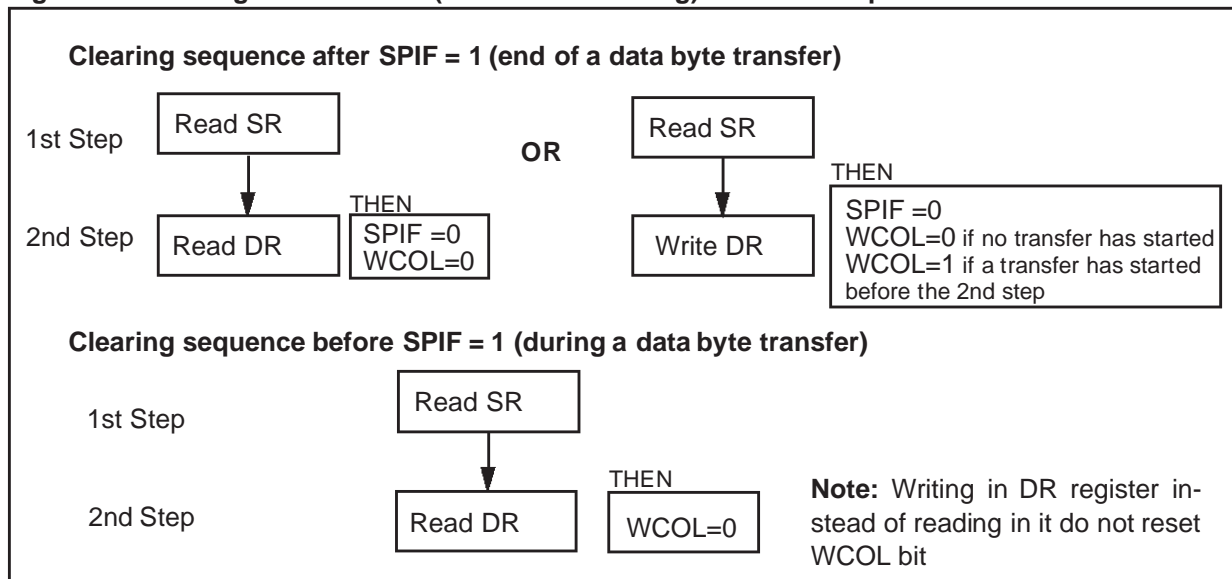 Clearing sequence after SPIF = 1 (end of a data byte transfer)
1st Step
Read SR
OR
Read SR
THEN
2nd Step
Read DR
THEN
SPIF =0
WCOL=0
Write DR
SPIF =0
WCOL=0 if no transfer has started
WCOL=1 if a transfer has started
before the 2nd step
Clearing sequence before SPIF = 1 (during a data byte transfer)
1st Step
Read SR
2nd Step
Read DR
THEN
WCOL=0
Note: Writing in DR register in-
stead of reading in it do not reset
WCOL bit